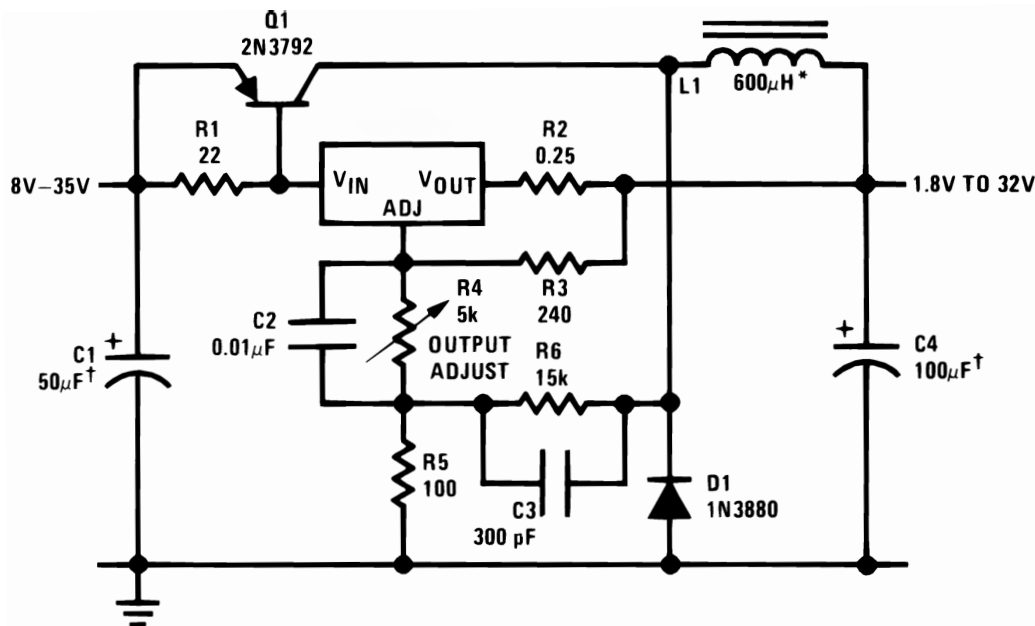 Q1
2N3792
L1
600μH*
R1
22
R2
0.25
8V–35V
VIN
VOUT
ADJ
1.8V TO 32V
R3
240
R4
5k
OUTPUT
ADJUST
C2
0.01μF
R6
15k
C1
+
50μF†
+
C4
100μF†
R5
100
C3
300 pF
D1
1N3880